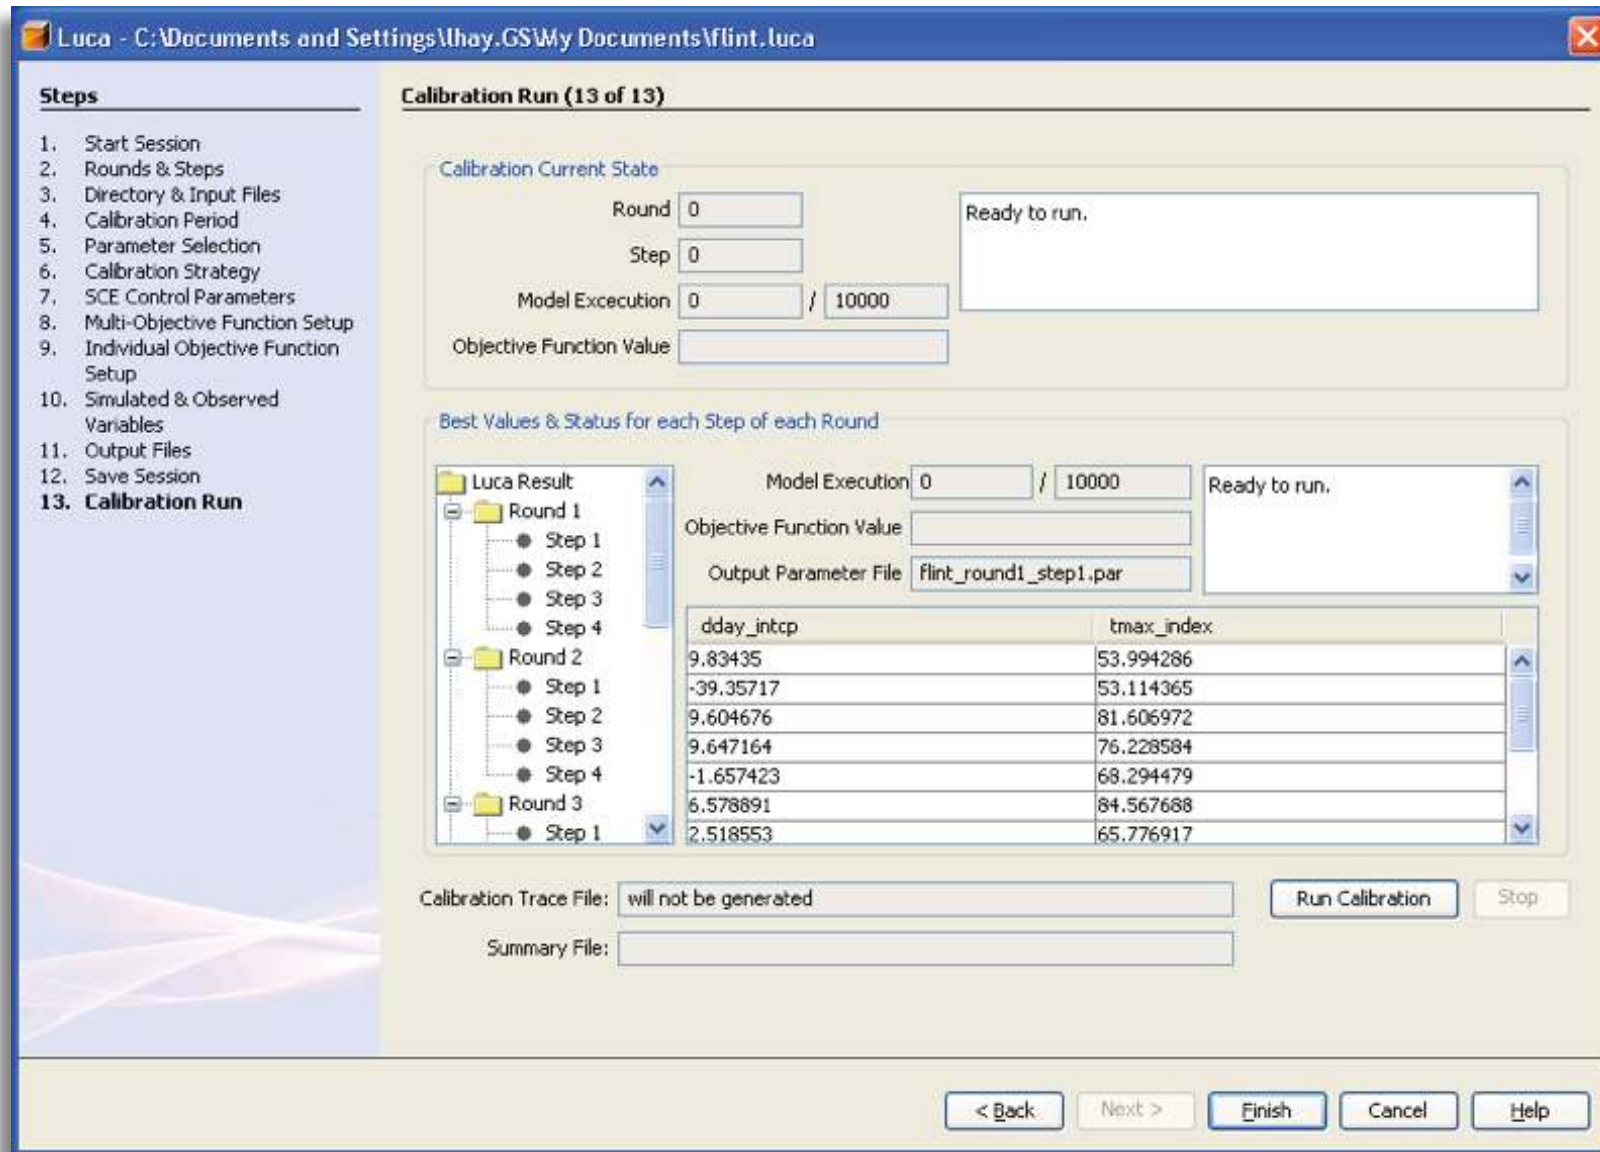 Luca - C:\Documents and Settings\lhay.GS\My Documents\flint.luca
Steps
1. Start Session
2. Rounds & Steps
3. Directory & Input Files
4. Calibration Period
5. Parameter Selection
6. Calibration Strategy
7. SCE Control Parameters
8. Multi-Objective Function Setup
9. Individual Objective Function
Setup
10. Simulated & Observed
Variables
11. Output Files
12. Save Session
13. Calibration Run
Calibration Run (13 of 13)
Calibration Current State
Round 0
Step 0
Model Excecution 0 / 10000
Objective Function Value
Ready to run.
Best Values & Status for each Step of each Round
Luca Result
Round 1
Step 1
Step 2
Step 3
Step 4
Round 2
Step 1
Step 2
Step 3
Step 4
Round 3
Step 1
Model Execution 0 / 10000
Objective Function Value
Output Parameter File flint_round1_step1.par
Ready to run.
dday_intcp tmax_index
9.83435 53.994286
-39.35717 53.114365
9.604676 81.606972
9.647164 76.228584
-1.657423 68.294479
6.578891 84.567688
2.518553 65.776917
Calibration Trace File: will not be generated
Run Calibration Stop
Summary File:
< Back Next > Finish Cancel Help